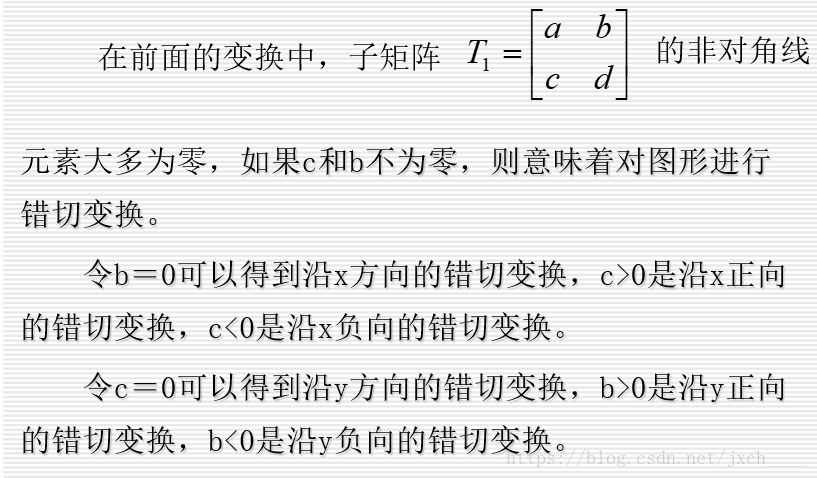 在前面的变换中，子矩阵 T₁ = [a b; c d] 的非对角线
元素大多为零，如果c和b不为零，则意味着对图形进行
错切变换。
令b＝0可以得到沿x方向的错切变换，c>0是沿x正向
的错切变换，c<0是沿x负向的错切变换。
令c＝0可以得到沿y方向的错切变换，b>0是沿y正向
的错切变换，b<0是沿y负向的错切变换。
https://blog.csdn.net/jxch____